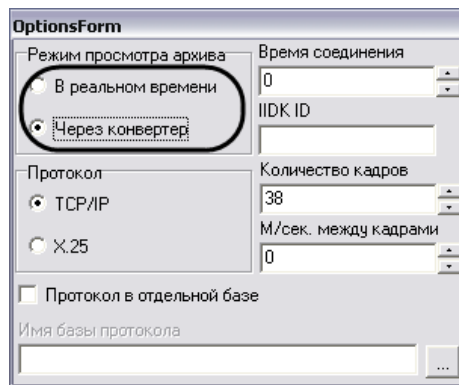 OptionsForm
Режим просмотра архива
В реальном времени
Через конвертер
Время соединения
0
IIDK ID
Протокол
TCP/IP
X.25
Количество кадров
38
М/сек. между кадрами
0
Протокол в отдельной базе
Имя базы протокола
...